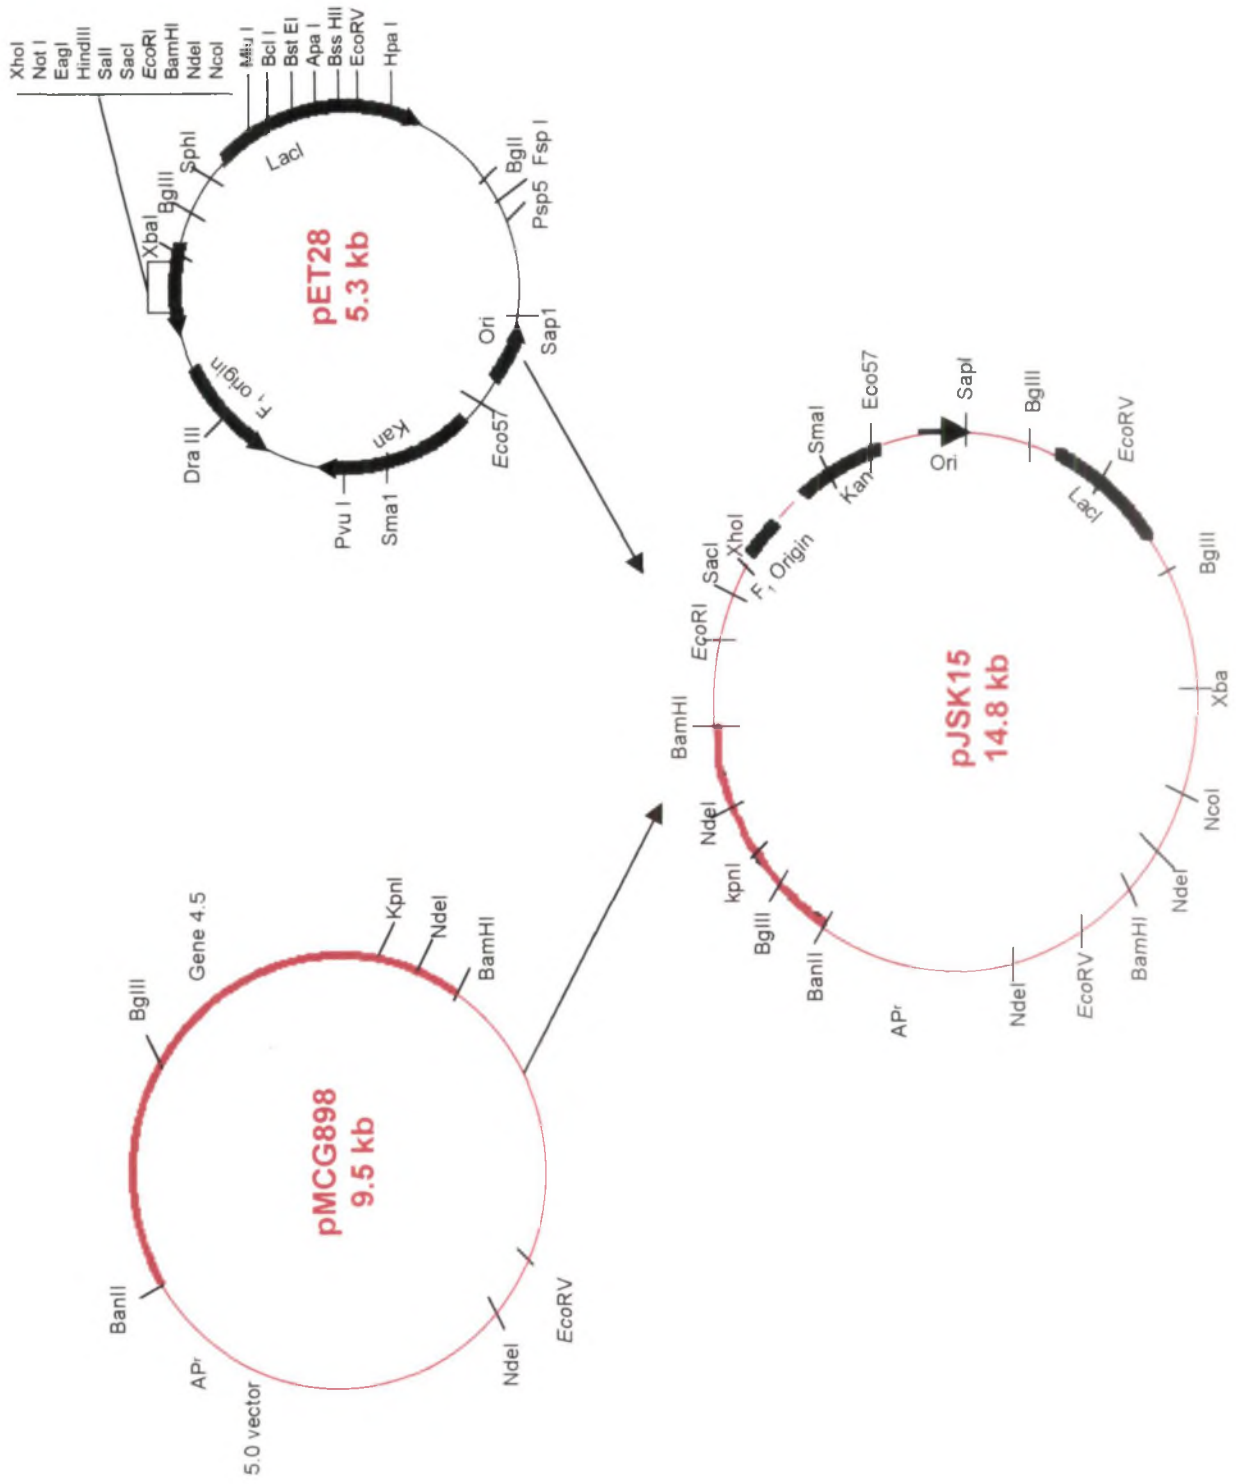 XhoI
Not I
EagI
HindIII
SalI
SacI
EcoRI
BamHI
NdeI
NcoI
Mlu I
Bcl I
Bst EI
Apa I
Bss HII
EcoRV
Hpa I
LacI
SphI
BglII
XbaI
F1 origin
Dra III
Kan
Pvu I
Sma1
Eco57
Ori
Sap1
Psp5
Fsp I
BglI
pET28
5.3 kb
Gene 4.5
BglII
KpnI
NdeI
BamHI
BanII
APr
5.0 vector
NdeI
EcoRV
pMCG898
9.5 kb
BamHI
EcoRI
SacI
XhoI
F1 Origin
Kan
SmaI
Eco57
Ori
SapI
BglII
LacI
EcoRV
BglII
Xba
NcoI
NdeI
BamHI
EcoRV
NdeI
APr
BanII
BglII
kpnI
NdeI
pJSK15
14.8 kb